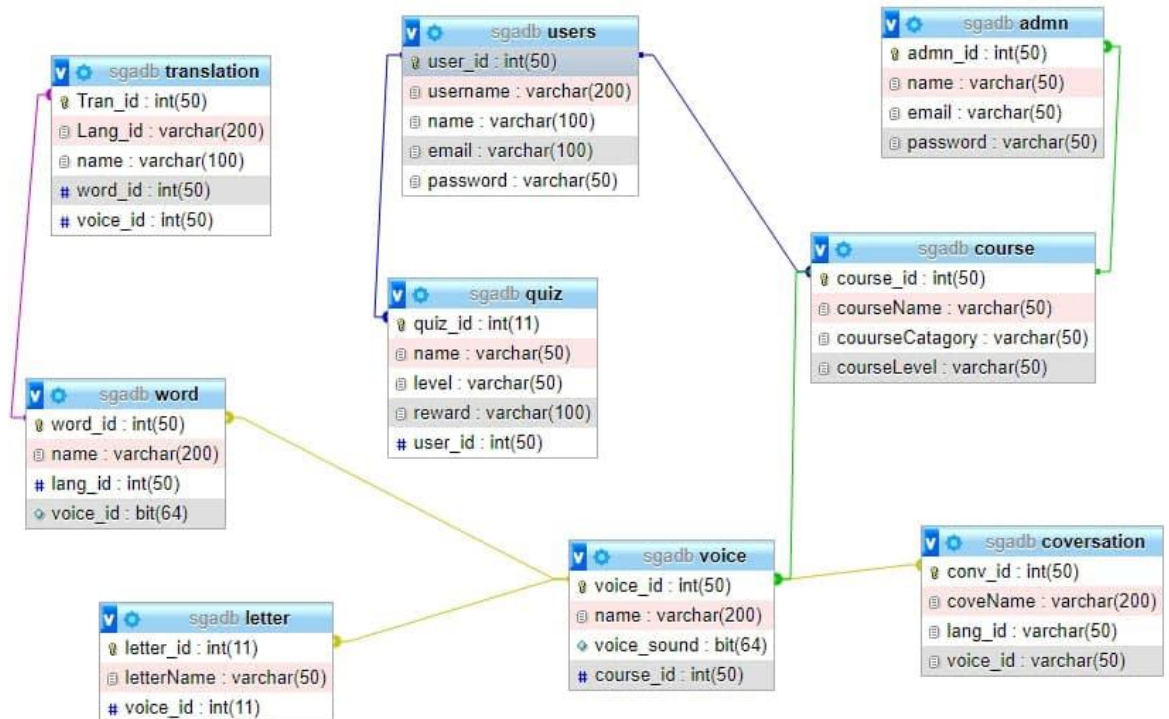 sgadb translation
Tran_id : int(50)
Lang_id : varchar(200)
name : varchar(100)
word_id : int(50)
voice_id : int(50)
sgadb users
user_id : int(50)
username : varchar(200)
name : varchar(100)
email : varchar(100)
password : varchar(50)
sgadb admn
admn_id : int(50)
name : varchar(50)
email : varchar(50)
password : varchar(50)
sgadb quiz
quiz_id : int(11)
name : varchar(50)
level : varchar(50)
reward : varchar(100)
user_id : int(50)
sgadb course
course_id : int(50)
courseName : varchar(50)
couurseCatagory : varchar(50)
courseLevel : varchar(50)
sgadb word
word_id : int(50)
name : varchar(200)
lang_id : int(50)
voice_id : bit(64)
sgadb letter
letter_id : int(11)
letterName : varchar(50)
voice_id : int(11)
sgadb voice
voice_id : int(50)
name : varchar(200)
voice_sound : bit(64)
course_id : int(50)
sgadb coversation
conv_id : int(50)
coveName : varchar(200)
lang_id : varchar(50)
voice_id : varchar(50)